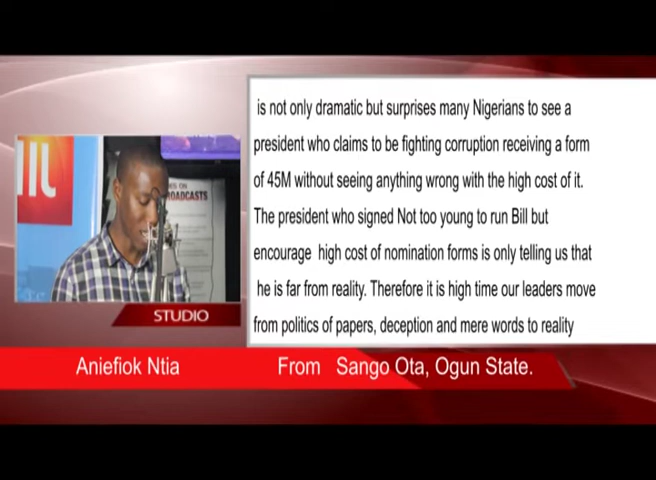 is not only dramatic but surprises many Nigerians to see a
president who claims to be fighting corruption receiving a form
of 45M without seeing anything wrong with the high cost of it.
The president who signed Not too young to run Bill but
encourage high cost of nomination forms is only telling us that
he is far from reality. Therefore it is high time our leaders move
from politics of papers, deception and mere words to reality
STUDIO
Aniefiok Ntia
From Sango Ota, Ogun State.